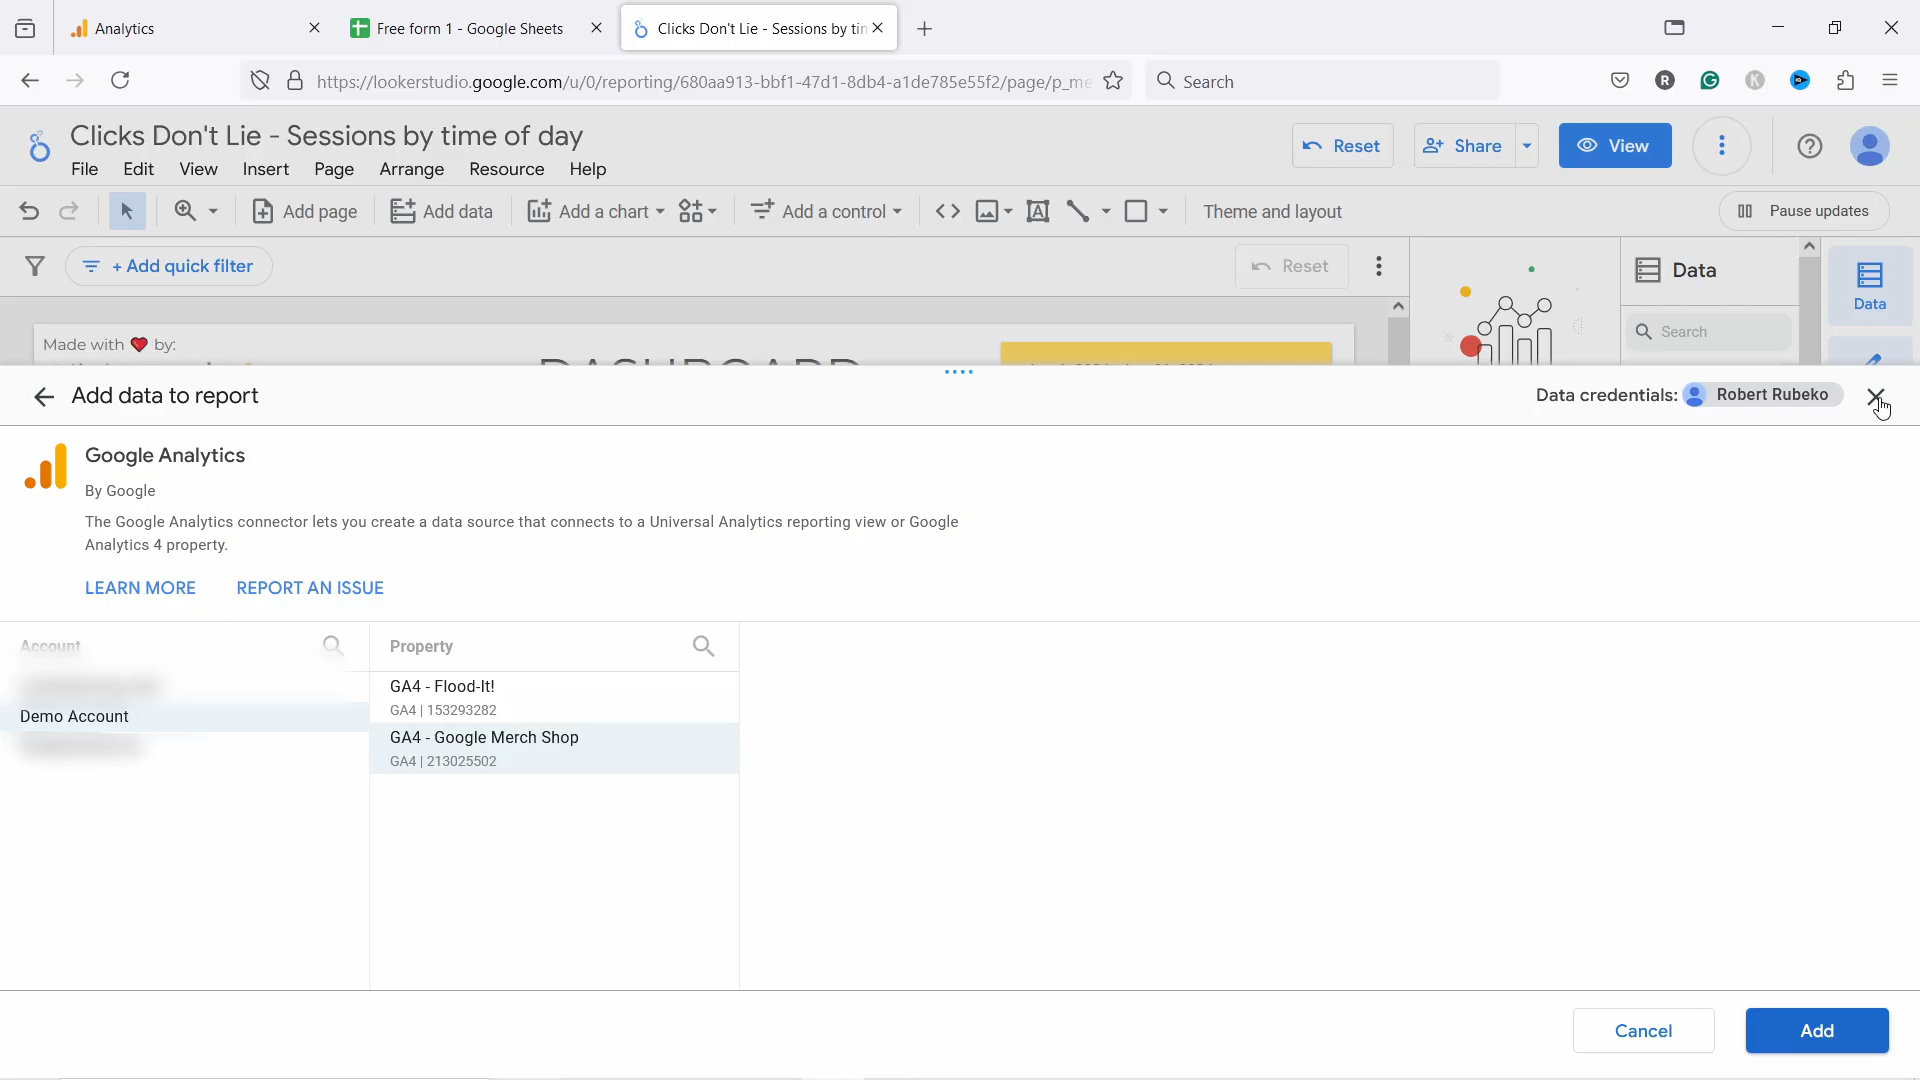 Analytics
Free form 1 - Google Sheets
Clicks Don't Lie - Sessions by tim
https://lookerstudio.google.com/u/0/reporting/680aa913-bbf1-47d1-8db4-a1de785e55f2/page/p_me
Search
Clicks Don't Lie - Sessions by time of day
Reset
Share
View
File Edit View Insert Page Arrange Resource Help
Add page
Add data
Add a chart
Add a control
Theme and layout
Pause updates
+ Add quick filter
Reset
Data
Data
Search
Made with ❤ by:
DASHBOARD
Add data to report
Data credentials: Robert Rubeko
Google Analytics
By Google
The Google Analytics connector lets you create a data source that connects to a Universal Analytics reporting view or Google
Analytics 4 property.
LEARN MORE REPORT AN ISSUE
Account
Property
GA4 - Flood-It!
GA4 | 153293282
Demo Account
GA4 - Google Merch Shop
GA4 | 213025502
Cancel
Add